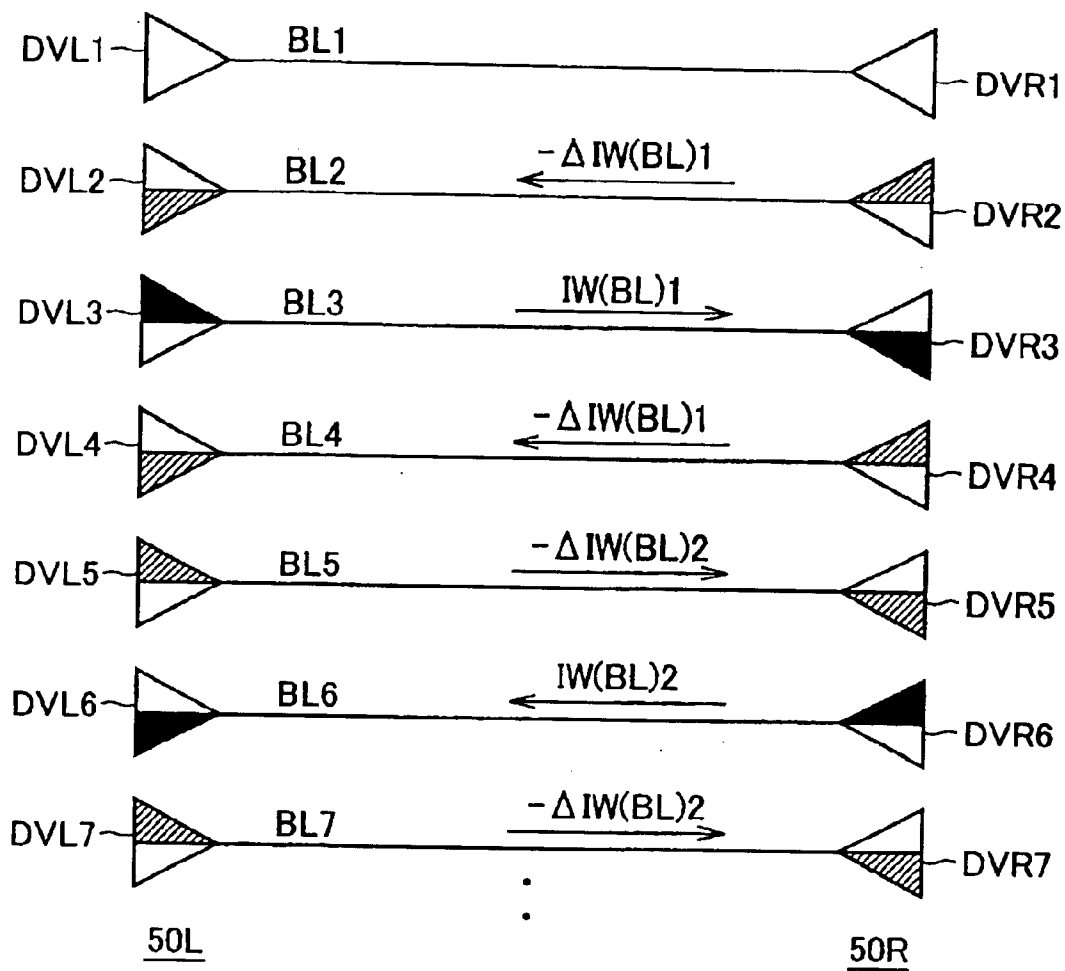 DVL1 BL1 DVR1
DVL2 BL2 -ΔIW(BL)1 DVR2
DVL3 BL3 IW(BL)1 DVR3
DVL4 BL4 -ΔIW(BL)1 DVR4
DVL5 BL5 -ΔIW(BL)2 DVR5
DVL6 BL6 IW(BL)2 DVR6
DVL7 BL7 -ΔIW(BL)2 DVR7
50L 50R